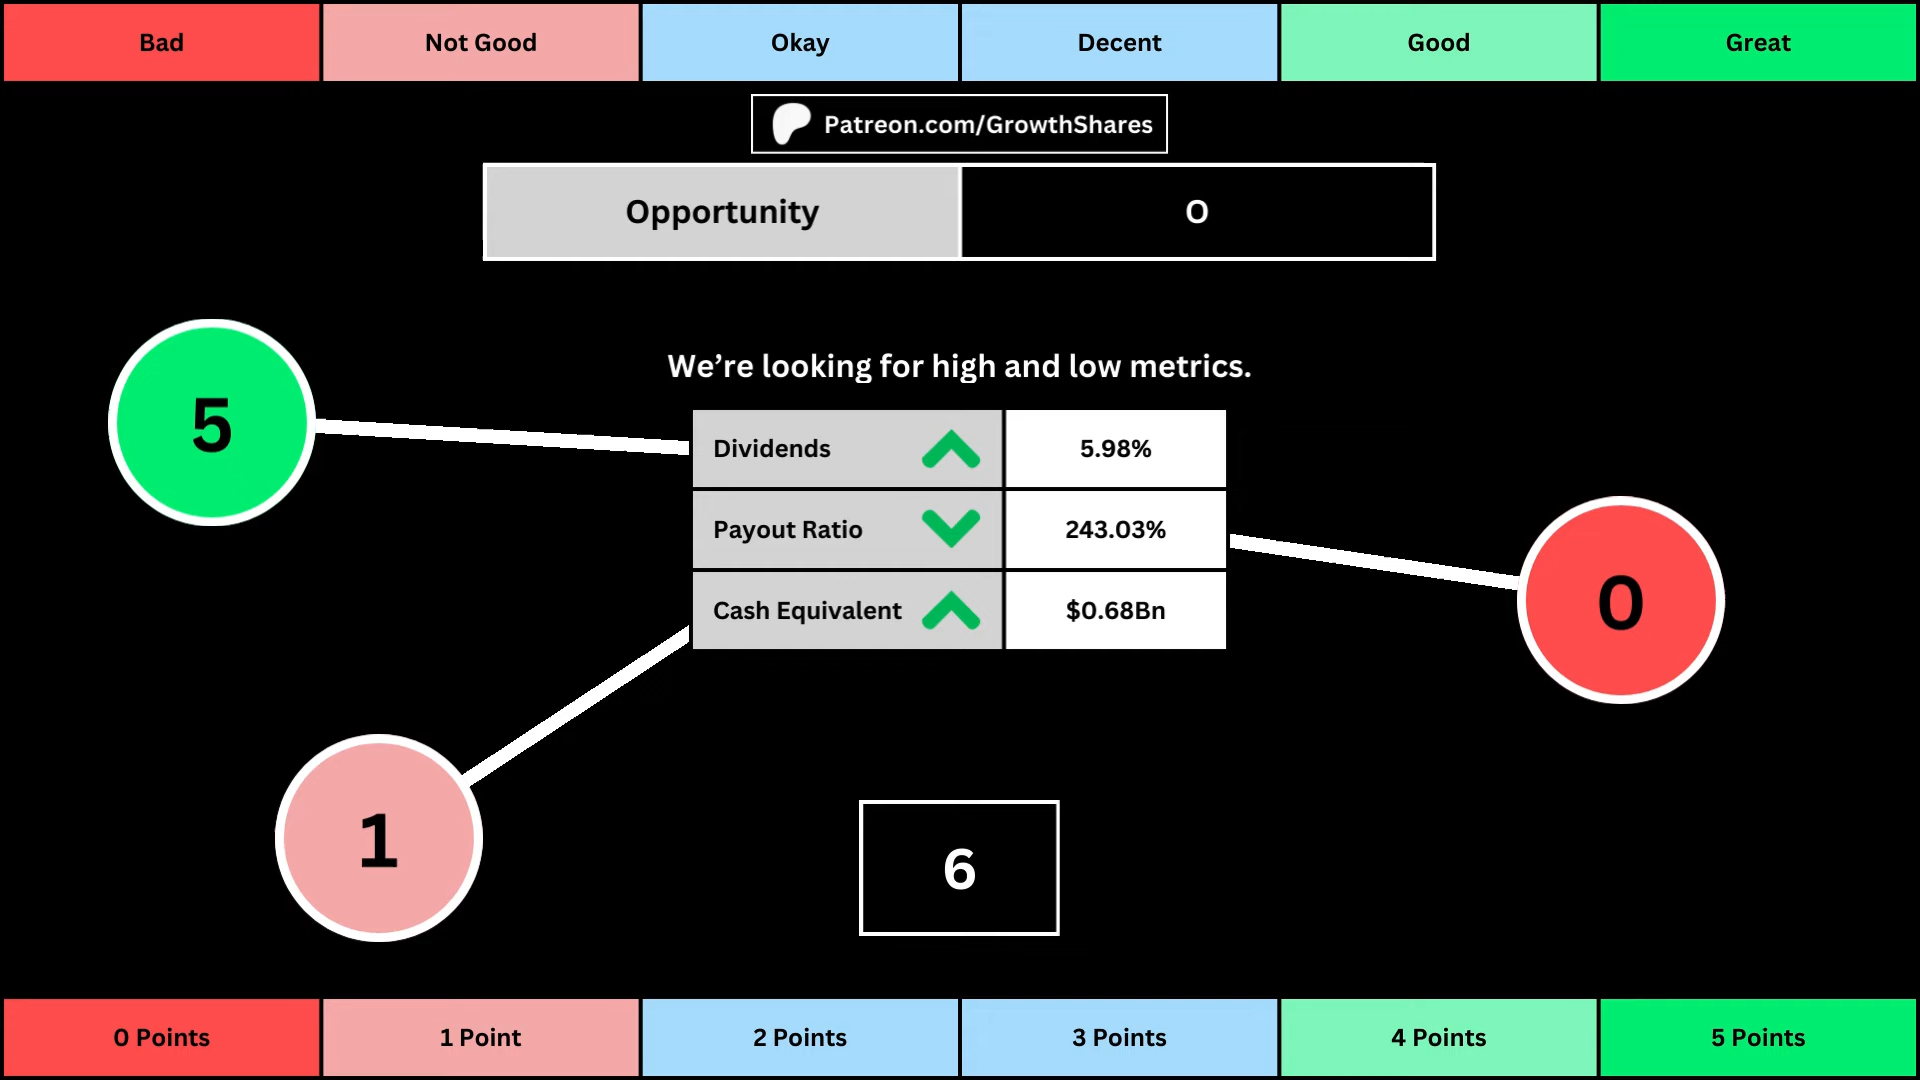 Bad Not Good Okay Decent Good Great
Patreon.com/GrowthShares
Opportunity O
We're looking for high and low metrics.
5
Dividends 5.98%
Payout Ratio 243.03%
0
Cash Equivalent $0.68Bn
1
6
0 Points 1 Point 2 Points 3 Points 4 Points 5 Points